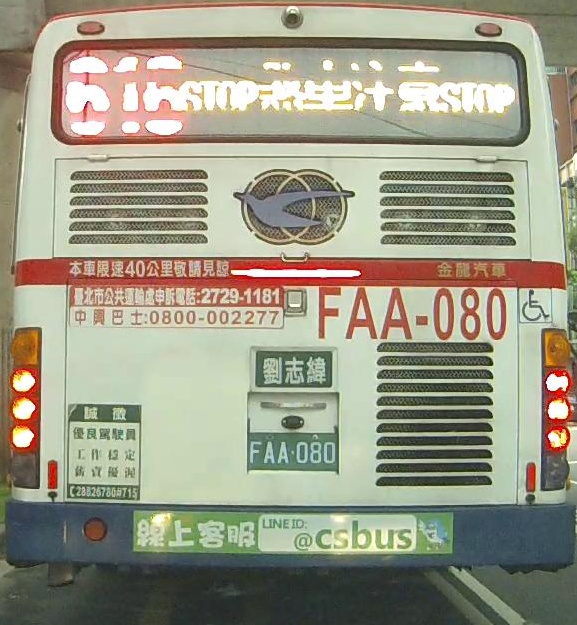 STOP STOP
本車限速40公里敬請見諒
金龍汽車
臺北市公共運輸處申訴電話:2729-1181
中興巴士:0800-002277
FAA-080
劉志緯
FAA·080
誠徵
優良駕駛員
工作穩定
薪資優渥
28826780#715
線上客服 LINE ID: @csbus